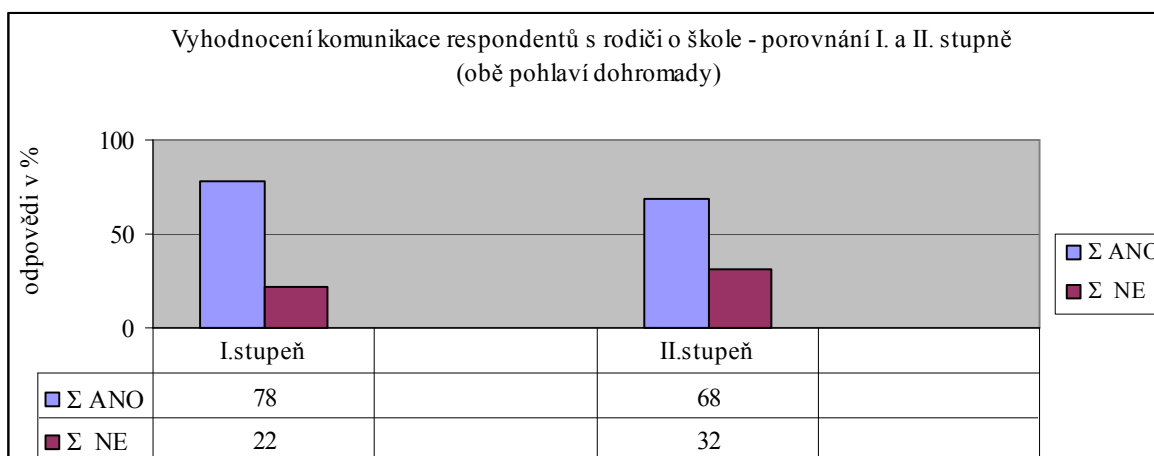 Vyhodnocení komunikace respondentů s rodiči o škole - porovnání I. a II. stupně
(obě pohlaví dohromady)
odpovědi v %
100
50
0
Σ ANO
Σ NE
I.stupeň II.stupeň
Σ ANO 78 68
Σ NE 22 32